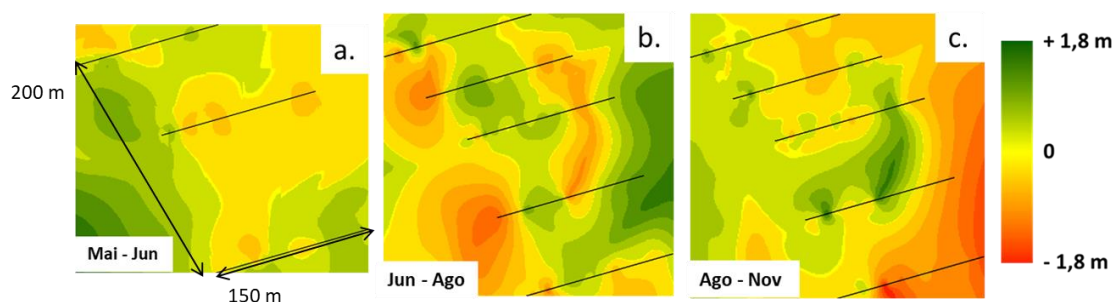 a.
b.
c.
200 m
150 m
Mai - Jun
Jun - Ago
Ago - Nov
+ 1,8 m
0
- 1,8 m